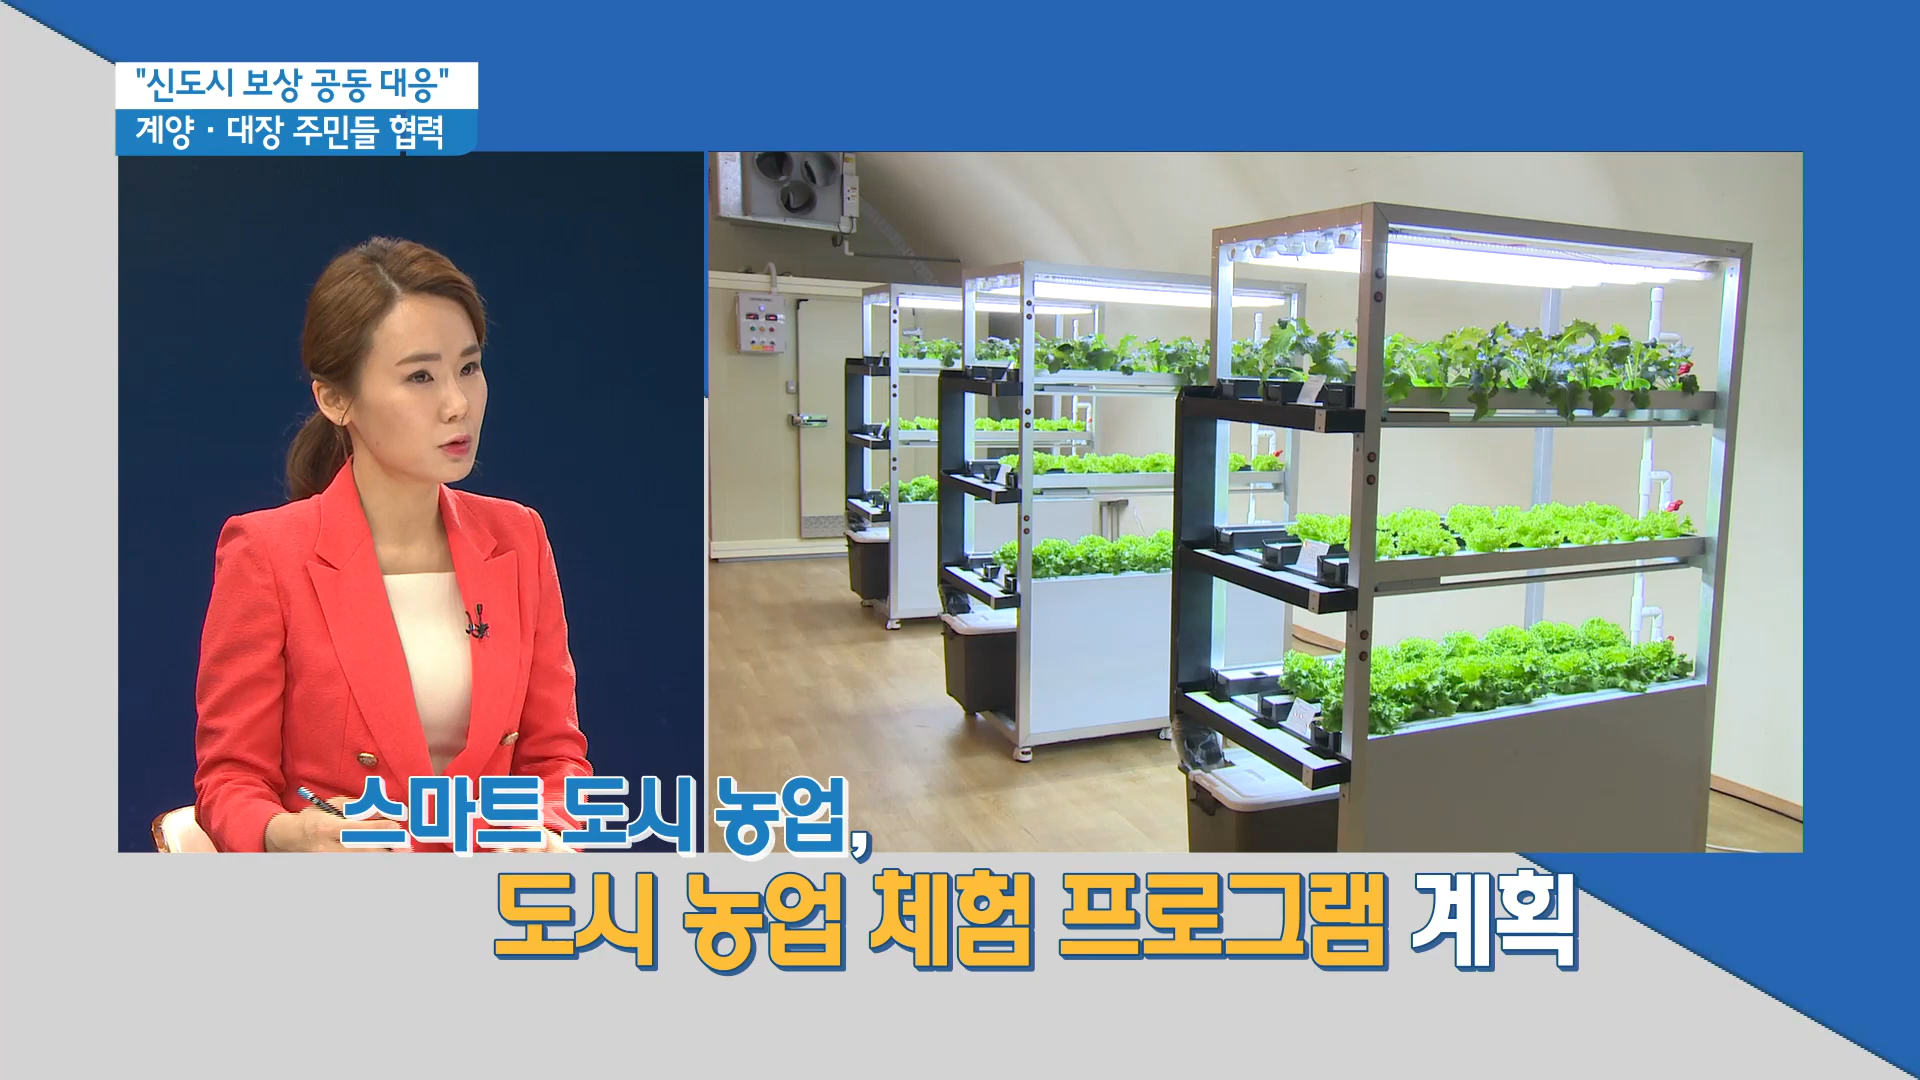 "신도시 보상 공동 대응"
계양·대장 주민들 협력
스마트 도시 농업,
도시 농업 체험 프로그램 계획